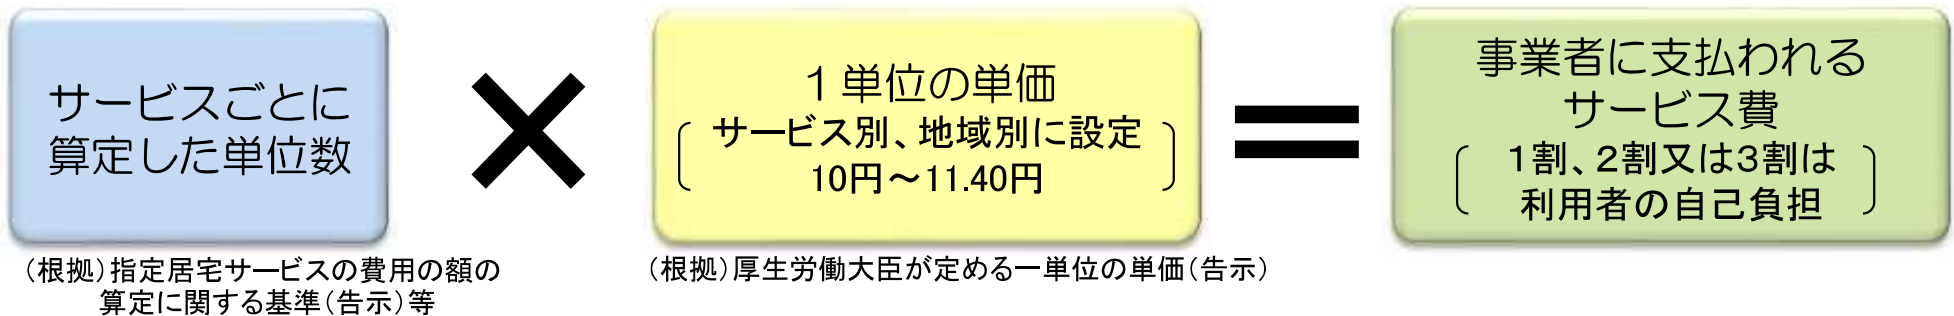 サービスごとに
算定した単位数
×
1単位の単価
サービス別、地域別に設定
10円～11.40円
＝
事業者に支払われる
サービス費
1割、2割又は3割は
利用者の自己負担
（根拠）指定居宅サービスの費用の額の
算定に関する基準（告示）等
（根拠）厚生労働大臣が定める一単位の単価（告示）